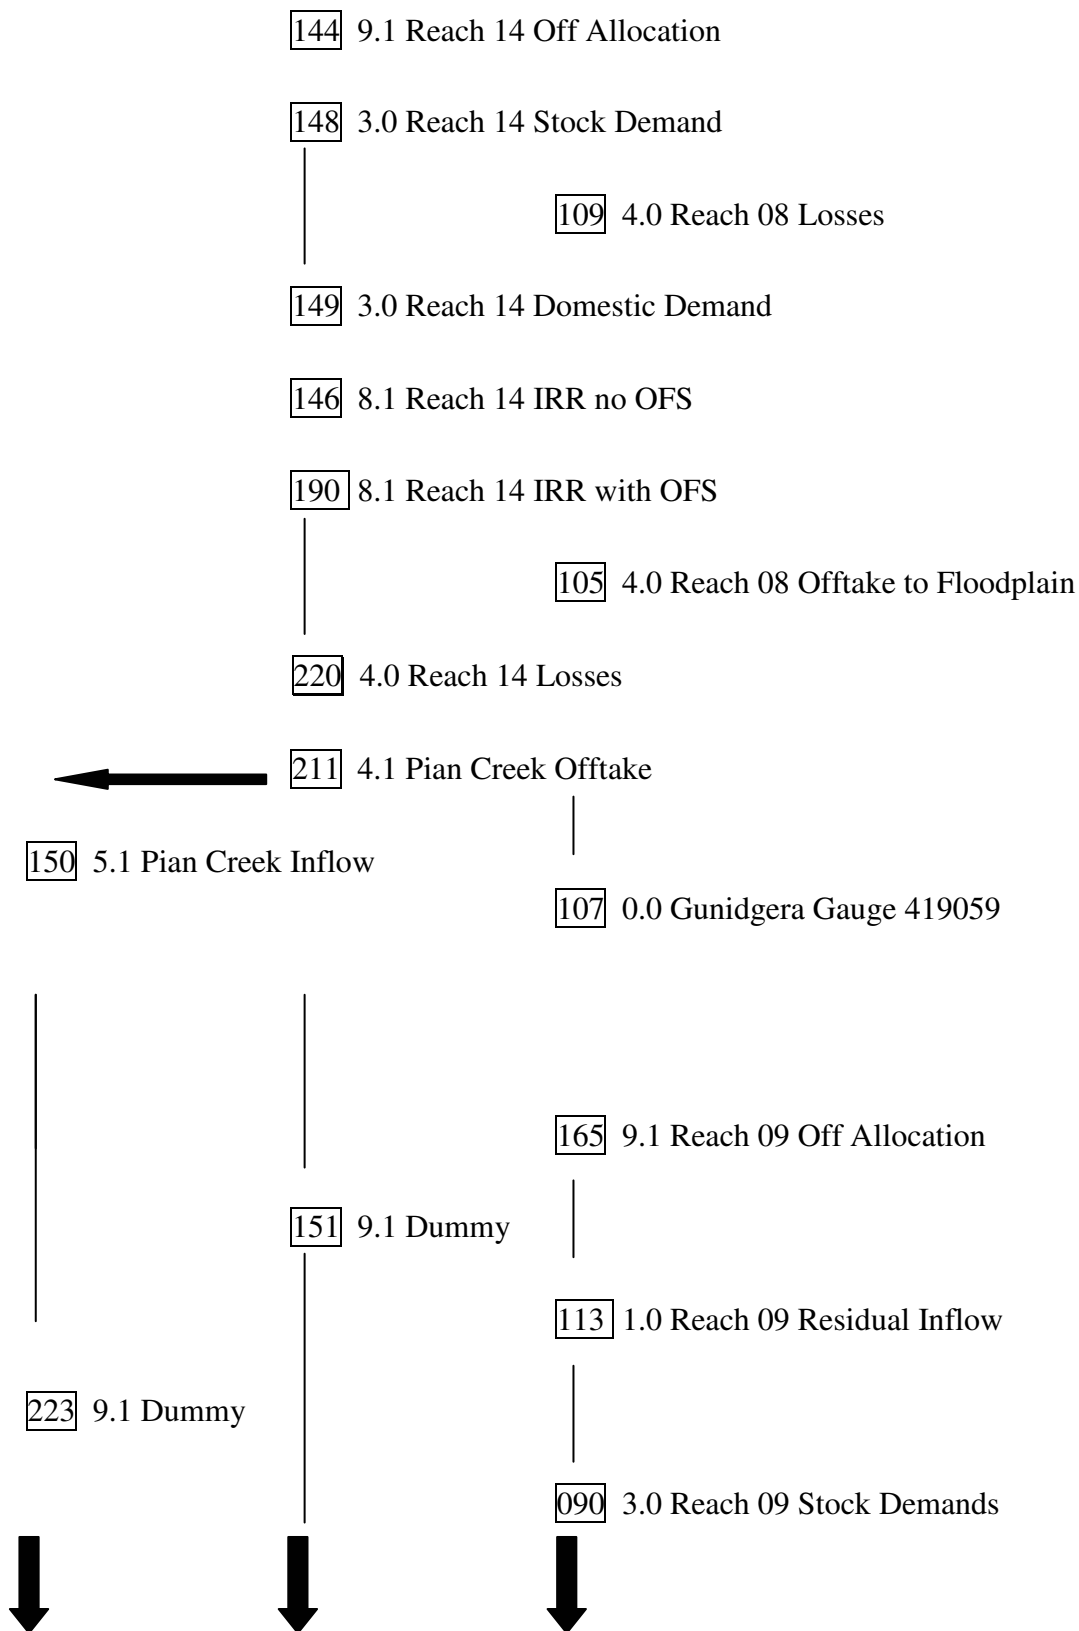 144 9.1 Reach 14 Off Allocation
148 3.0 Reach 14 Stock Demand
109 4.0 Reach 08 Losses
149 3.0 Reach 14 Domestic Demand
146 8.1 Reach 14 IRR no OFS
190 8.1 Reach 14 IRR with OFS
105 4.0 Reach 08 Offtake to Floodplain
220 4.0 Reach 14 Losses
211 4.1 Pian Creek Offtake
150 5.1 Pian Creek Inflow
107 0.0 Gunidgera Gauge 419059
165 9.1 Reach 09 Off Allocation
151 9.1 Dummy
113 1.0 Reach 09 Residual Inflow
223 9.1 Dummy
090 3.0 Reach 09 Stock Demands